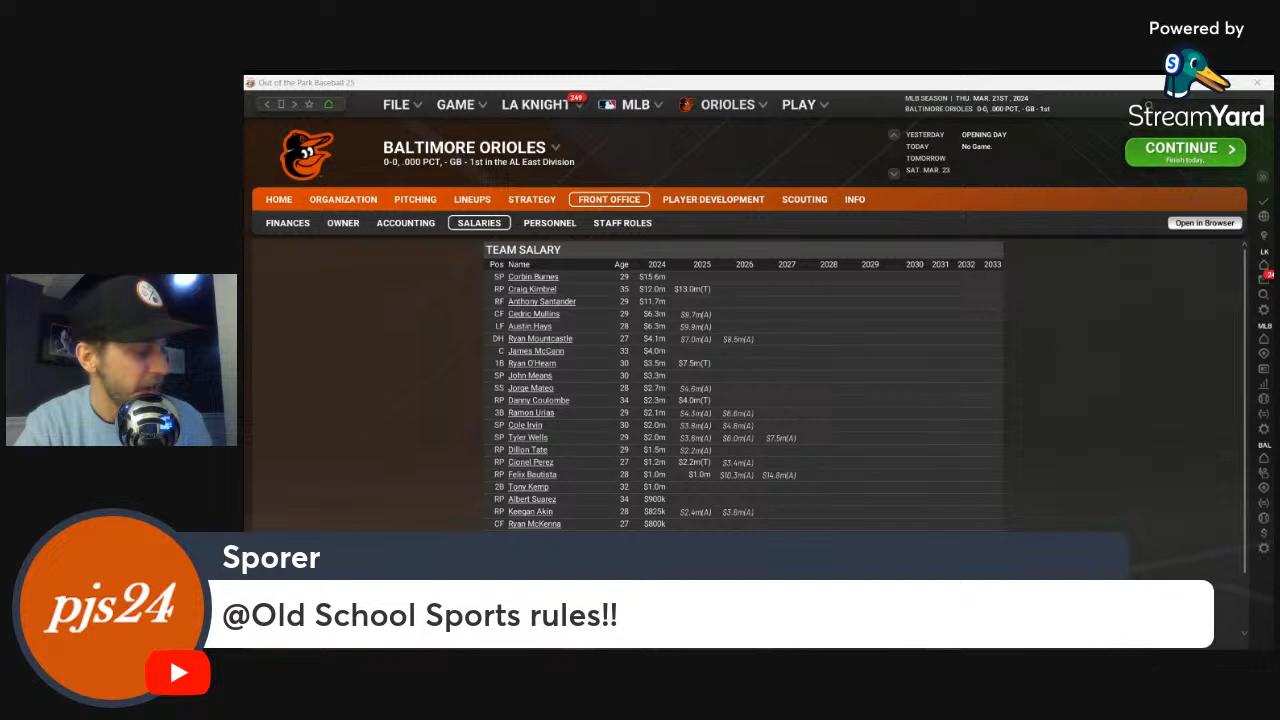 Powered by
StreamYard
Out of the Park Baseball 25
FILE GAME LA KNIGHT 249 MLB ORIOLES PLAY
MLB SEASON | THU. MAR. 21ST, 2024
BALTIMORE ORIOLES 0-0, .000 PCT, - GB - 1st
BALTIMORE ORIOLES
0-0, .000 PCT, - GB - 1st in the AL East Division
YESTERDAY OPENING DAY
TODAY No Game.
TOMORROW
SAT. MAR. 23
CONTINUE
Finish today.
HOME ORGANIZATION PITCHING LINEUPS STRATEGY FRONT OFFICE PLAYER DEVELOPMENT SCOUTING INFO
FINANCES OWNER ACCOUNTING SALARIES PERSONNEL STAFF ROLES Open in Browser
TEAM SALARY
Pos Name Age 2024 2025 2026 2027 2028 2029 2030 2031 2032 2033
SP Corbin Burnes 29 $15.6m
RP Craig Kimbrel 35 $12.0m $13.0m(T)
RF Anthony Santander 29 $11.7m
CF Cedric Mullins 29 $6.3m $8.7m(A)
LF Austin Hays 28 $6.3m $9.9m(A)
DH Ryan Mountcastle 27 $4.1m $7.0m(A) $8.5m(A)
C James McCann 33 $4.0m
1B Ryan O'Hearn 30 $3.5m $7.5m(T)
SP John Means 30 $3.3m
SS Jorge Mateo 28 $2.7m $4.6m(A)
RP Danny Coulombe 34 $2.3m $4.0m(T)
3B Ramon Urias 29 $2.1m $4.3m(A) $6.6m(A)
SP Cole Irvin 30 $2.0m $3.8m(A) $4.8m(A)
SP Tyler Wells 29 $2.0m $3.8m(A) $6.0m(A) $7.5m(A)
RP Dillon Tate 29 $1.5m $2.2m(A)
RP Cionel Perez 27 $1.2m $2.2m(T) $3.4m(A)
RP Felix Bautista 28 $1.0m $1.0m $10.3m(A) $14.8m(A)
2B Tony Kemp 32 $1.0m
RP Albert Suarez 34 $900k
RP Keegan Akin 28 $825k $2.4m(A) $3.6m(A)
CF Ryan McKenna 27 $800k
LK
MLB
BAL
Sporer
pjs24
@Old School Sports rules!!